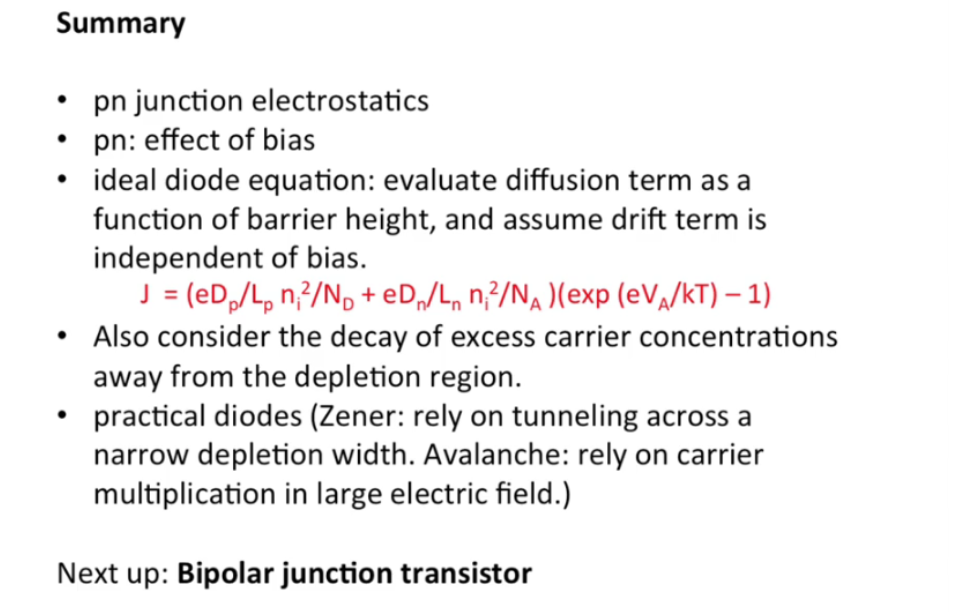 Summary
• pn junction electrostatics
• pn: effect of bias
• ideal diode equation: evaluate diffusion term as a
function of barrier height, and assume drift term is
independent of bias.
J = (eDₚ/Lₚ nᵢ²/N_D + eDₙ/Lₙ nᵢ²/N_A )(exp (eV_A/kT) – 1)
• Also consider the decay of excess carrier concentrations
away from the depletion region.
• practical diodes (Zener: rely on tunneling across a
narrow depletion width. Avalanche: rely on carrier
multiplication in large electric field.)
Next up: Bipolar junction transistor